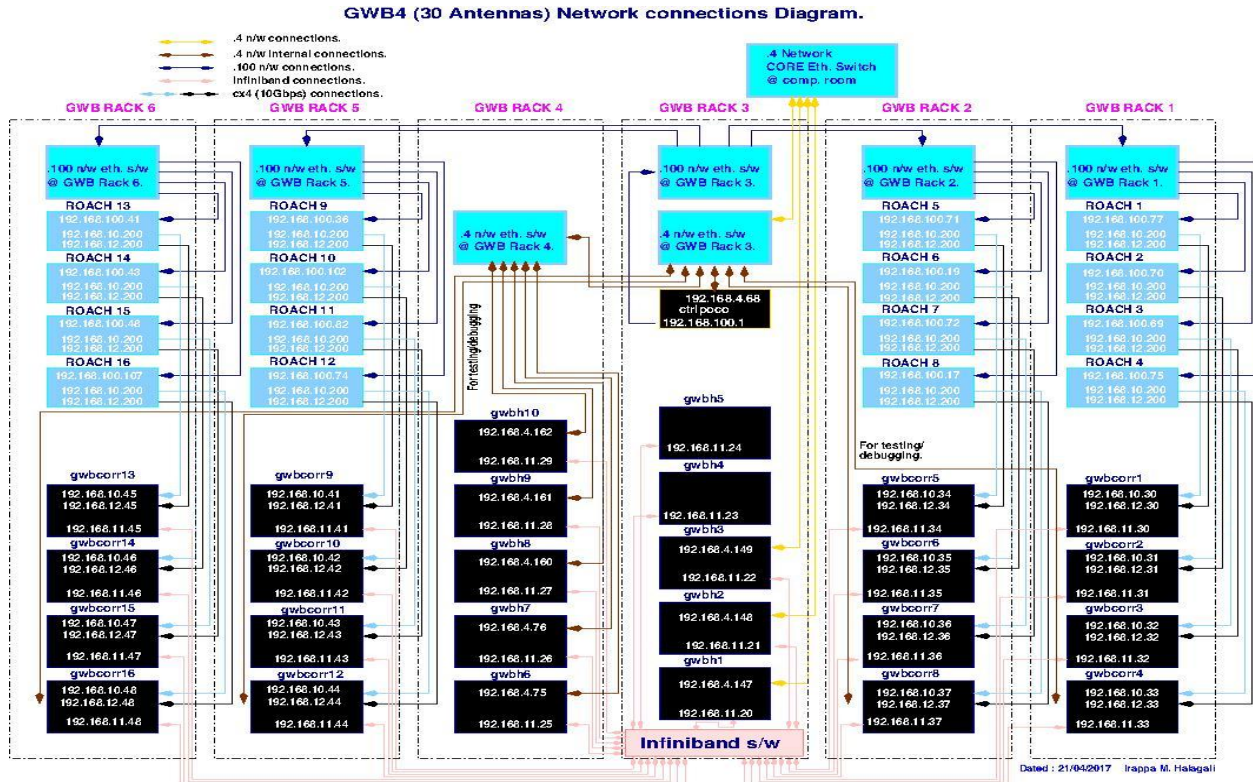 GWB4 (30 Antennas) Network connections Diagram.
.4 n/w connections.
.4 n/w internal connections.
.100 n/w connections.
Infiniband connections.
cx4 (10Gbps) connections.
.4 Network
CORE Eth. Switch
@ comp. room
GWB RACK 6
GWB RACK 5
GWB RACK 4
GWB RACK 3
GWB RACK 2
GWB RACK 1
.100 n/w eth. s/w
@ GWB Rack 6.
ROACH 13
192.168.100.41
192.168.10.200
192.168.12.200
ROACH 14
192.168.100.43
192.168.10.200
192.168.12.200
ROACH 15
192.168.100.48
192.168.10.200
192.168.12.200
ROACH 16
192.168.100.107
192.168.10.200
192.168.12.200
gwbcorr13
192.168.10.45
192.168.12.45
192.168.11.45
gwbcorr14
192.168.10.46
192.168.12.46
192.168.11.46
gwbcorr15
192.168.10.47
192.168.12.47
192.168.11.47
gwbcorr16
192.168.10.48
192.168.12.48
192.168.11.48
.100 n/w eth. s/w
@ GWB Rack 5.
ROACH 9
192.168.100.36
192.168.10.200
192.168.12.200
ROACH 10
192.168.100.102
192.168.10.200
192.168.12.200
ROACH 11
192.168.100.82
192.168.10.200
192.168.12.200
ROACH 12
192.168.100.74
192.168.10.200
192.168.12.200
gwbcorr9
192.168.10.41
192.168.12.41
192.168.11.41
gwbcorr10
192.168.10.42
192.168.12.42
192.168.11.42
gwbcorr11
192.168.10.43
192.168.12.43
192.168.11.43
gwbcorr12
192.168.10.44
192.168.12.44
192.168.11.44
.4 n/w eth. s/w
@ GWB Rack 4.
For testing/debugging
gwbh10
192.168.4.162
192.168.11.29
gwbh9
192.168.4.161
192.168.11.28
gwbh8
192.168.4.160
192.168.11.27
gwbh7
192.168.4.76
192.168.11.26
gwbh6
192.168.4.75
192.168.11.25
.100 n/w eth. s/w
@ GWB Rack 3.
.4 n/w eth. s/w
@ GWB Rack 3.
192.168.4.68
ctrlpoco
192.168.100.1
gwbh5
192.168.11.24
gwbh4
192.168.11.23
gwbh3
192.168.4.149
192.168.11.22
gwbh2
192.168.4.148
192.168.11.21
gwbh1
192.168.4.147
192.168.11.20
Infiniband s/w
.100 n/w eth. s/w
@ GWB Rack 2.
ROACH 5
192.168.100.71
192.168.10.200
192.168.12.200
ROACH 6
192.168.100.19
192.168.10.200
192.168.12.200
ROACH 7
192.168.100.72
192.168.10.200
192.168.12.200
ROACH 8
192.168.100.17
192.168.10.200
192.168.12.200
For testing/
debugging.
gwbcorr5
192.168.10.34
192.168.12.34
192.168.11.34
gwbcorr6
192.168.10.35
192.168.12.35
192.168.11.35
gwbcorr7
192.168.10.36
192.168.12.36
192.168.11.36
gwbcorr8
192.168.10.37
192.168.12.37
192.168.11.37
.100 n/w eth. s/w
@ GWB Rack 1.
ROACH 1
192.168.100.77
192.168.10.200
192.168.12.200
ROACH 2
192.168.100.70
192.168.10.200
192.168.12.200
ROACH 3
192.168.100.69
192.168.10.200
192.168.12.200
ROACH 4
192.168.100.75
192.168.10.200
192.168.12.200
gwbcorr1
192.168.10.30
192.168.12.30
192.168.11.30
gwbcorr2
192.168.10.31
192.168.12.31
192.168.11.31
gwbcorr3
192.168.10.32
192.168.12.32
192.168.11.32
gwbcorr4
192.168.10.33
192.168.12.33
192.168.11.33
Dated : 21/04/2017 Irappa M. Halagali